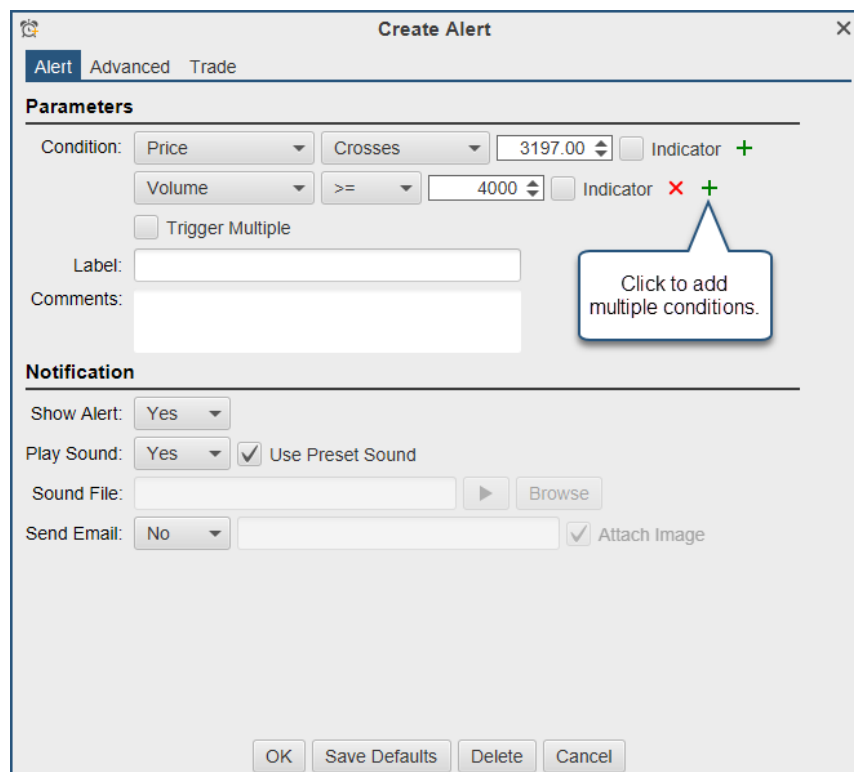 Create Alert
Alert Advanced Trade
Parameters
Condition: Price Crosses 3197.00 Indicator
Volume >= 4000 Indicator
Trigger Multiple
Label:
Click to add
multiple conditions.
Comments:
Notification
Show Alert: Yes
Play Sound: Yes Use Preset Sound
Sound File: Browse
Send Email: No Attach Image
OK Save Defaults Delete Cancel